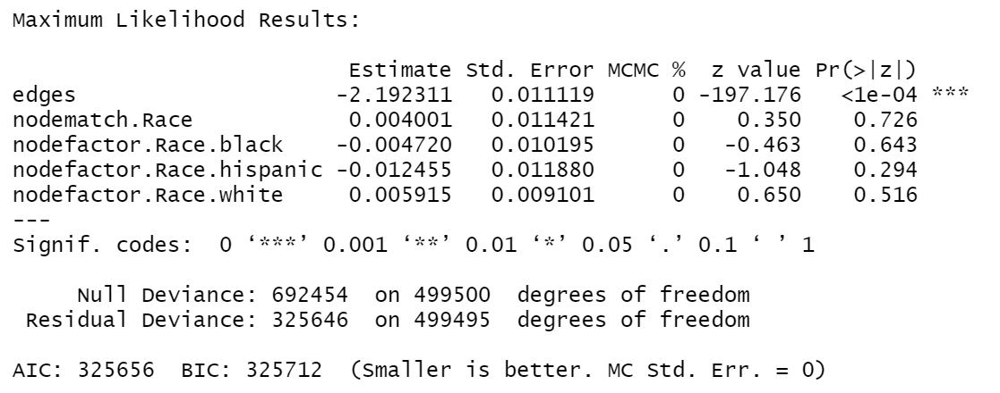 Maximum Likelihood Results:

                          Estimate Std. Error MCMC %  z value Pr(>|z|)
edges                    -2.192311   0.011119      0 -197.176   <1e-04 ***
nodematch.Race            0.004001   0.011421      0    0.350    0.726
nodefactor.Race.black    -0.004720   0.010195      0   -0.463    0.643
nodefactor.Race.hispanic -0.012455   0.011880      0   -1.048    0.294
nodefactor.Race.white     0.005915   0.009101      0    0.650    0.516
---
Signif. codes:  0 ‘***’ 0.001 ‘**’ 0.01 ‘*’ 0.05 ‘.’ 0.1 ‘ ’ 1

     Null Deviance: 692454  on 499500  degrees of freedom
 Residual Deviance: 325646  on 499495  degrees of freedom

AIC: 325656  BIC: 325712  (Smaller is better. MC Std. Err. = 0)